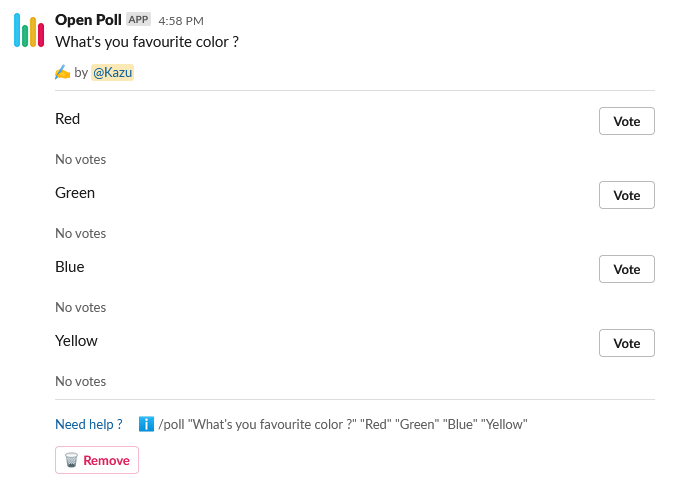 Open Poll APP 4:58 PM
What's you favourite color ?
✍️ by @Kazu
Red
Vote
No votes
Green
Vote
No votes
Blue
Vote
No votes
Yellow
Vote
No votes
Need help ? ℹ️ /poll "What's you favourite color ?" "Red" "Green" "Blue" "Yellow"
🗑️ Remove